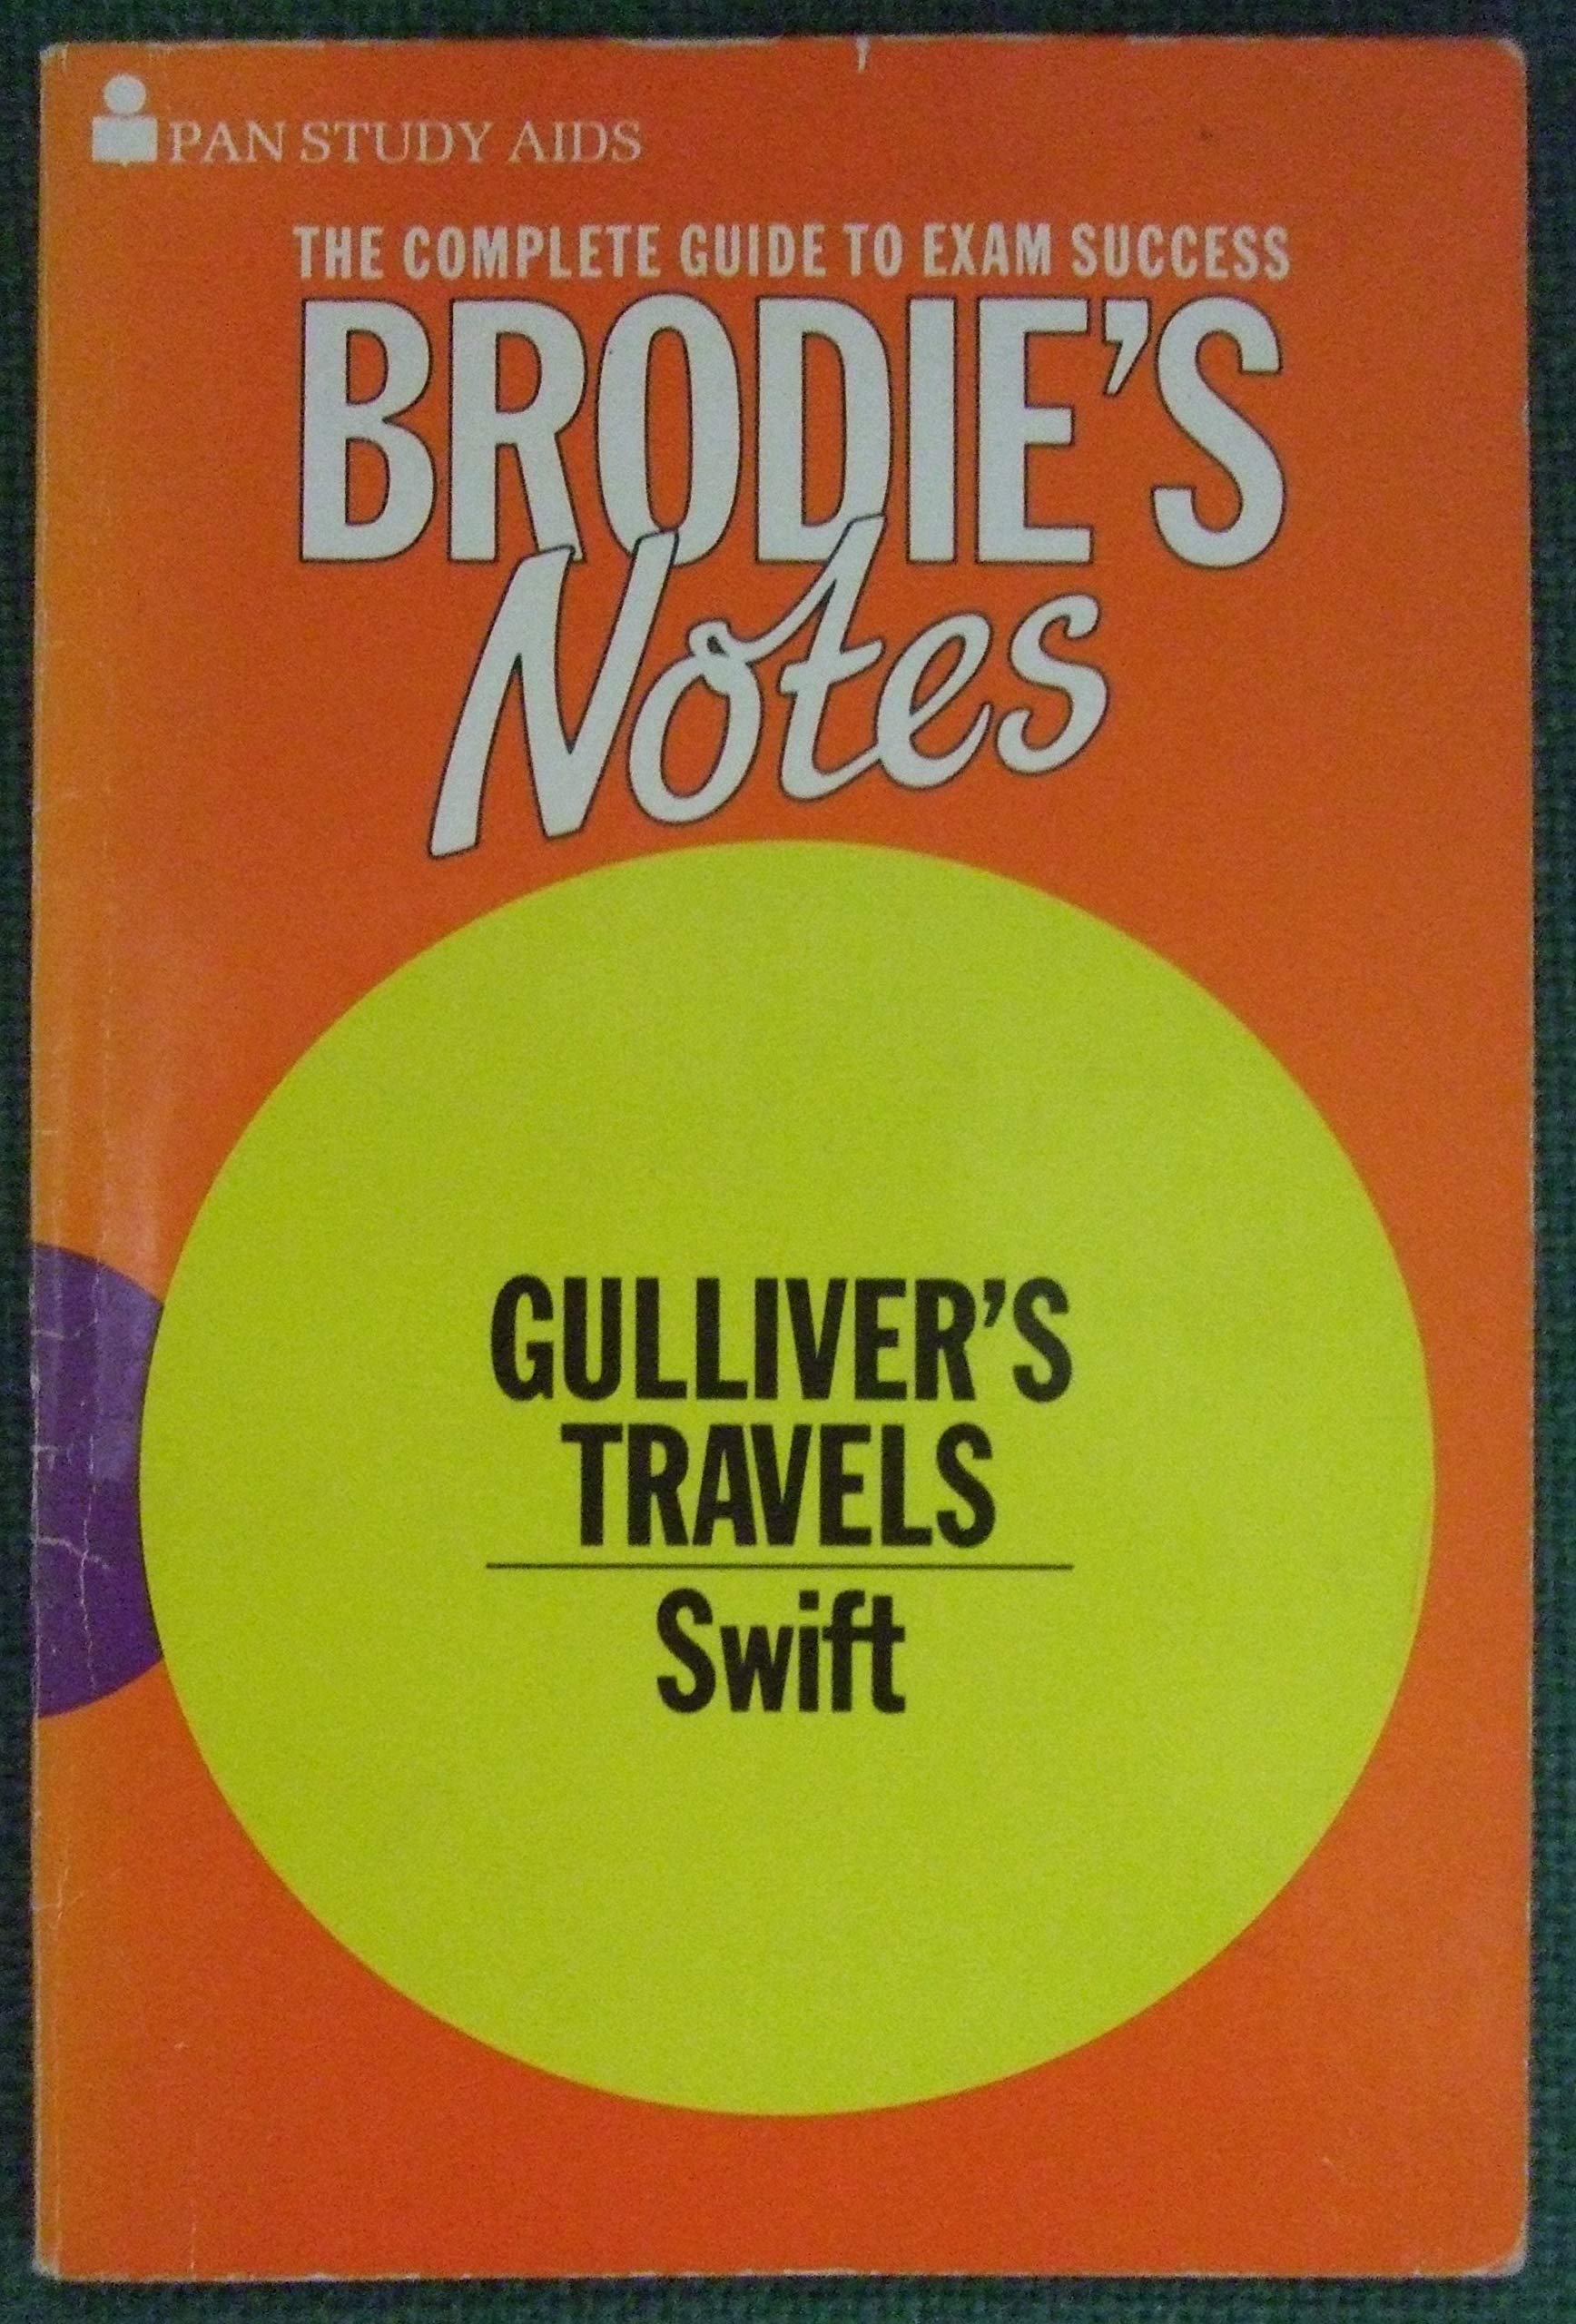 PAN STUDY AIDS
THE COMPLETE GUIDE TO EXAM SUCCESS
BRODIE'S
Notes
GULLIVER'S
TRAVELS
Swift